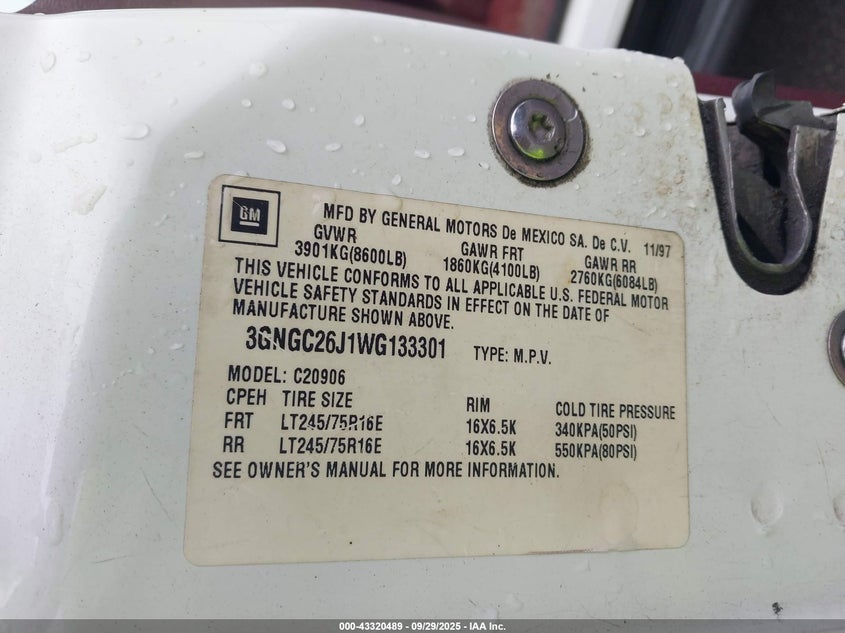 GM
MFD BY GENERAL MOTORS De MEXICO SA. De C.V. 11/97
GVWR GAWR FRT GAWR RR
3901KG(8600LB) 1860KG(4100LB) 2760KG(6084LB)
THIS VEHICLE CONFORMS TO ALL APPLICABLE U.S. FEDERAL MOTOR
VEHICLE SAFETY STANDARDS IN EFFECT ON THE DATE OF
MANUFACTURE SHOWN ABOVE.
3GNGC26J1WG133301 TYPE: M.P.V.
MODEL: C20906
CPEH TIRE SIZE RIM COLD TIRE PRESSURE
FRT LT245/75R16E 16X6.5K 340KPA(50PSI)
RR LT245/75R16E 16X6.5K 550KPA(80PSI)
SEE OWNER'S MANUAL FOR MORE INFORMATION.
000-43320489 - 09/29/2025 - IAA Inc.